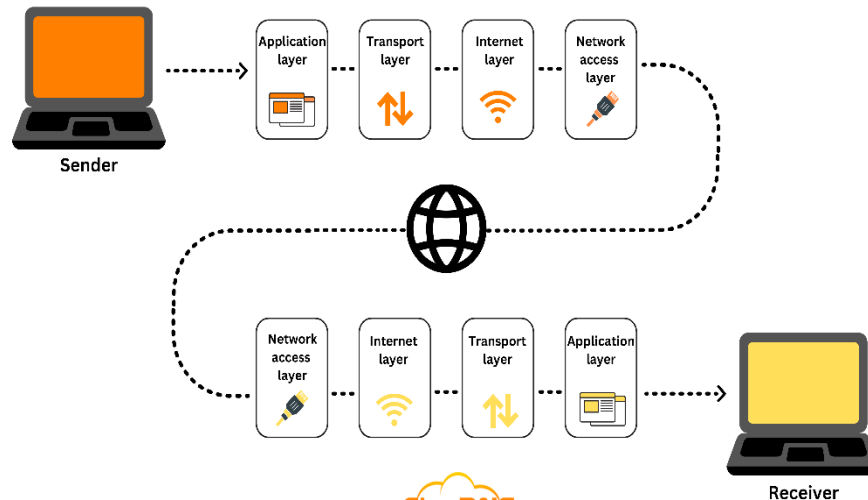 Application
layer
Transport
layer
Internet
layer
Network
access
layer
Sender
Network
access
layer
Internet
layer
Transport
layer
Application
layer
Receiver